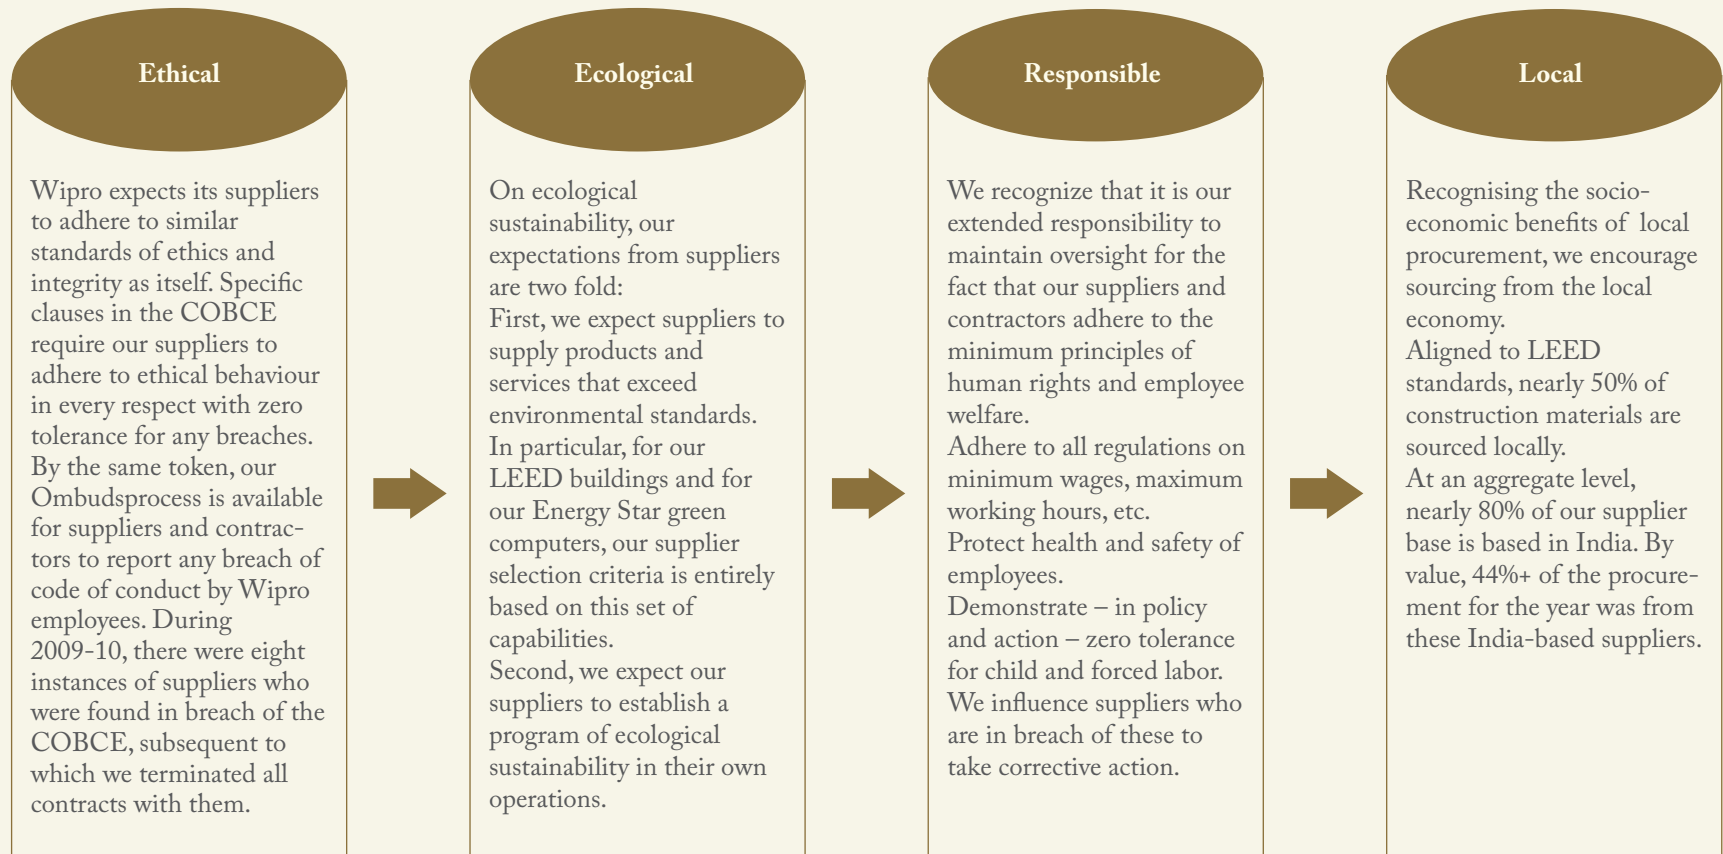 Ethical
Wipro expects its suppliers
to adhere to similar
standards of ethics and
integrity as itself. Specific
clauses in the COBCE
require our suppliers to
adhere to ethical behaviour
in every respect with zero
tolerance for any breaches.
By the same token, our
Ombudsprocess is available
for suppliers and contrac-
tors to report any breach of
code of conduct by Wipro
employees. During
2009-10, there were eight
instances of suppliers who
were found in breach of the
COBCE, subsequent to
which we terminated all
contracts with them.
Ecological
On ecological
sustainability, our
expectations from suppliers
are two fold:
First, we expect suppliers to
supply products and
services that exceed
environmental standards.
In particular, for our
LEED buildings and for
our Energy Star green
computers, our supplier
selection criteria is entirely
based on this set of
capabilities.
Second, we expect our
suppliers to establish a
program of ecological
sustainability in their own
operations.
Responsible
We recognize that it is our
extended responsibility to
maintain oversight for the
fact that our suppliers and
contractors adhere to the
minimum principles of
human rights and employee
welfare.
Adhere to all regulations on
minimum wages, maximum
working hours, etc.
Protect health and safety of
employees.
Demonstrate – in policy
and action – zero tolerance
for child and forced labor.
We influence suppliers who
are in breach of these to
take corrective action.
Local
Recognising the socio-
economic benefits of local
procurement, we encourage
sourcing from the local
economy.
Aligned to LEED
standards, nearly 50% of
construction materials are
sourced locally.
At an aggregate level,
nearly 80% of our supplier
base is based in India. By
value, 44%+ of the procure-
ment for the year was from
these India-based suppliers.